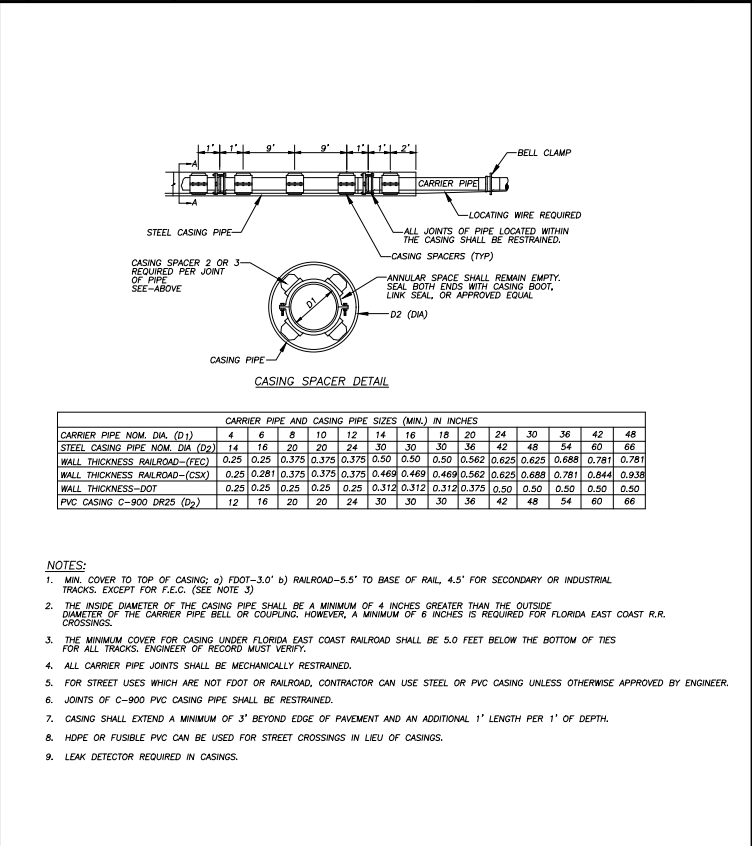 1' 1' 9' 9' 1' 1' 2'
A
BELL CLAMP
CARRIER PIPE
A
LOCATING WIRE REQUIRED
STEEL CASING PIPE
ALL JOINTS OF PIPE LOCATED WITHIN
THE CASING SHALL BE RESTRAINED.
CASING SPACERS (TYP)
CASING SPACER 2 OR 3
REQUIRED PER JOINT
OF PIPE
SEE-ABOVE
ANNULAR SPACE SHALL REMAIN EMPTY.
SEAL BOTH ENDS WITH CASING BOOT,
LINK SEAL, OR APPROVED EQUAL
D1
D2 (DIA)
CASING PIPE
CASING SPACER DETAIL
CARRIER PIPE AND CASING PIPE SIZES (MIN.) IN INCHES
CARRIER PIPE NOM. DIA. (D1) 4 6 8 10 12 14 16 18 20 24 30 36 42 48
STEEL CASING PIPE NOM. DIA (D2) 14 16 20 20 24 30 30 30 36 42 48 54 60 66
WALL THICKNESS RAILROAD-(FEC) 0.25 0.25 0.375 0.375 0.375 0.50 0.50 0.50 0.562 0.625 0.625 0.688 0.781 0.781
WALL THICKNESS RAILROAD-(CSX) 0.25 0.281 0.375 0.375 0.375 0.469 0.469 0.469 0.562 0.625 0.688 0.781 0.844 0.938
WALL THICKNESS-DOT 0.25 0.25 0.25 0.25 0.25 0.312 0.312 0.312 0.375 0.50 0.50 0.50 0.50 0.50
PVC CASING C-900 DR25 (D2) 12 16 20 20 24 30 30 30 36 42 48 54 60 66
NOTES:
1. MIN. COVER TO TOP OF CASING; a) FDOT-3.0' b) RAILROAD-5.5' TO BASE OF RAIL, 4.5' FOR SECONDARY OR INDUSTRIAL
TRACKS. EXCEPT FOR F.E.C. (SEE NOTE 3)
2. THE INSIDE DIAMETER OF THE CASING PIPE SHALL BE A MINIMUM OF 4 INCHES GREATER THAN THE OUTSIDE
DIAMETER OF THE CARRIER PIPE BELL OR COUPLING. HOWEVER, A MINIMUM OF 6 INCHES IS REQUIRED FOR FLORIDA EAST COAST R.R.
CROSSINGS.
3. THE MINIMUM COVER FOR CASING UNDER FLORIDA EAST COAST RAILROAD SHALL BE 5.0 FEET BELOW THE BOTTOM OF TIES
FOR ALL TRACKS. ENGINEER OF RECORD MUST VERIFY.
4. ALL CARRIER PIPE JOINTS SHALL BE MECHANICALLY RESTRAINED.
5. FOR STREET USES WHICH ARE NOT FDOT OR RAILROAD, CONTRACTOR CAN USE STEEL OR PVC CASING UNLESS OTHERWISE APPROVED BY ENGINEER.
6. JOINTS OF C-900 PVC CASING PIPE SHALL BE RESTRAINED.
7. CASING SHALL EXTEND A MINIMUM OF 3' BEYOND EDGE OF PAVEMENT AND AN ADDITIONAL 1' LENGTH PER 1' OF DEPTH.
8. HDPE OR FUSIBLE PVC CAN BE USED FOR STREET CROSSINGS IN LIEU OF CASINGS.
9. LEAK DETECTOR REQUIRED IN CASINGS.